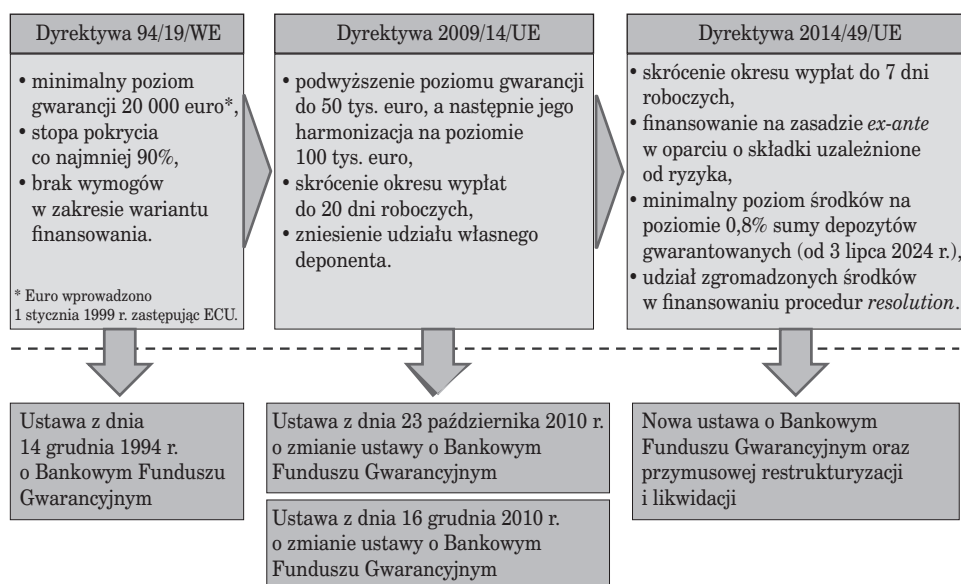 Dyrektywa 94/19/WE
• minimalny poziom
gwarancji 20 000 euro*,
• stopa pokrycia
co najmniej 90%,
• brak wymogów
w zakresie wariantu
finansowania.
* Euro wprowadzono
1 stycznia 1999 r. zastępując ECU.
Dyrektywa 2009/14/UE
• podwyższenie poziomu gwarancji
do 50 tys. euro, a następnie jego
harmonizacja na poziomie
100 tys. euro,
• skrócenie okresu wypłat
do 20 dni roboczych,
• zniesienie udziału własnego
deponenta.
Dyrektywa 2014/49/UE
• skrócenie okresu wypłat do 7 dni
roboczych,
• finansowanie na zasadzie ex-ante
w oparciu o składki uzależnione
od ryzyka,
• minimalny poziom środków na
poziomie 0,8% sumy depozytów
gwarantowanych (od 3 lipca 2024 r.),
• udział zgromadzonych środków
w finansowaniu procedur resolution.
Ustawa z dnia
14 grudnia 1994 r.
o Bankowym Funduszu
Gwarancyjnym
Ustawa z dnia 23 października 2010 r.
o zmianie ustawy o Bankowym
Funduszu Gwarancyjnym
Ustawa z dnia 16 grudnia 2010 r.
o zmianie ustawy o Bankowym
Funduszu Gwarancyjnym
Nowa ustawa o Bankowym
Funduszu Gwarancyjnym oraz
przymusowej restrukturyzacji
i likwidacji